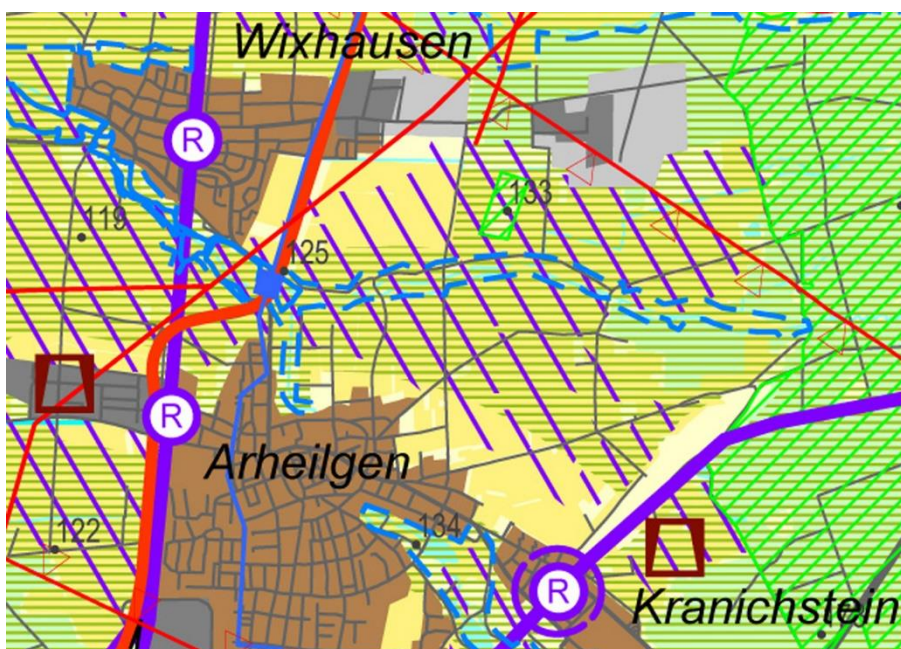 Wixhausen
R
133
119
125
R
Arheilgen
122
134
R
Kranichstein